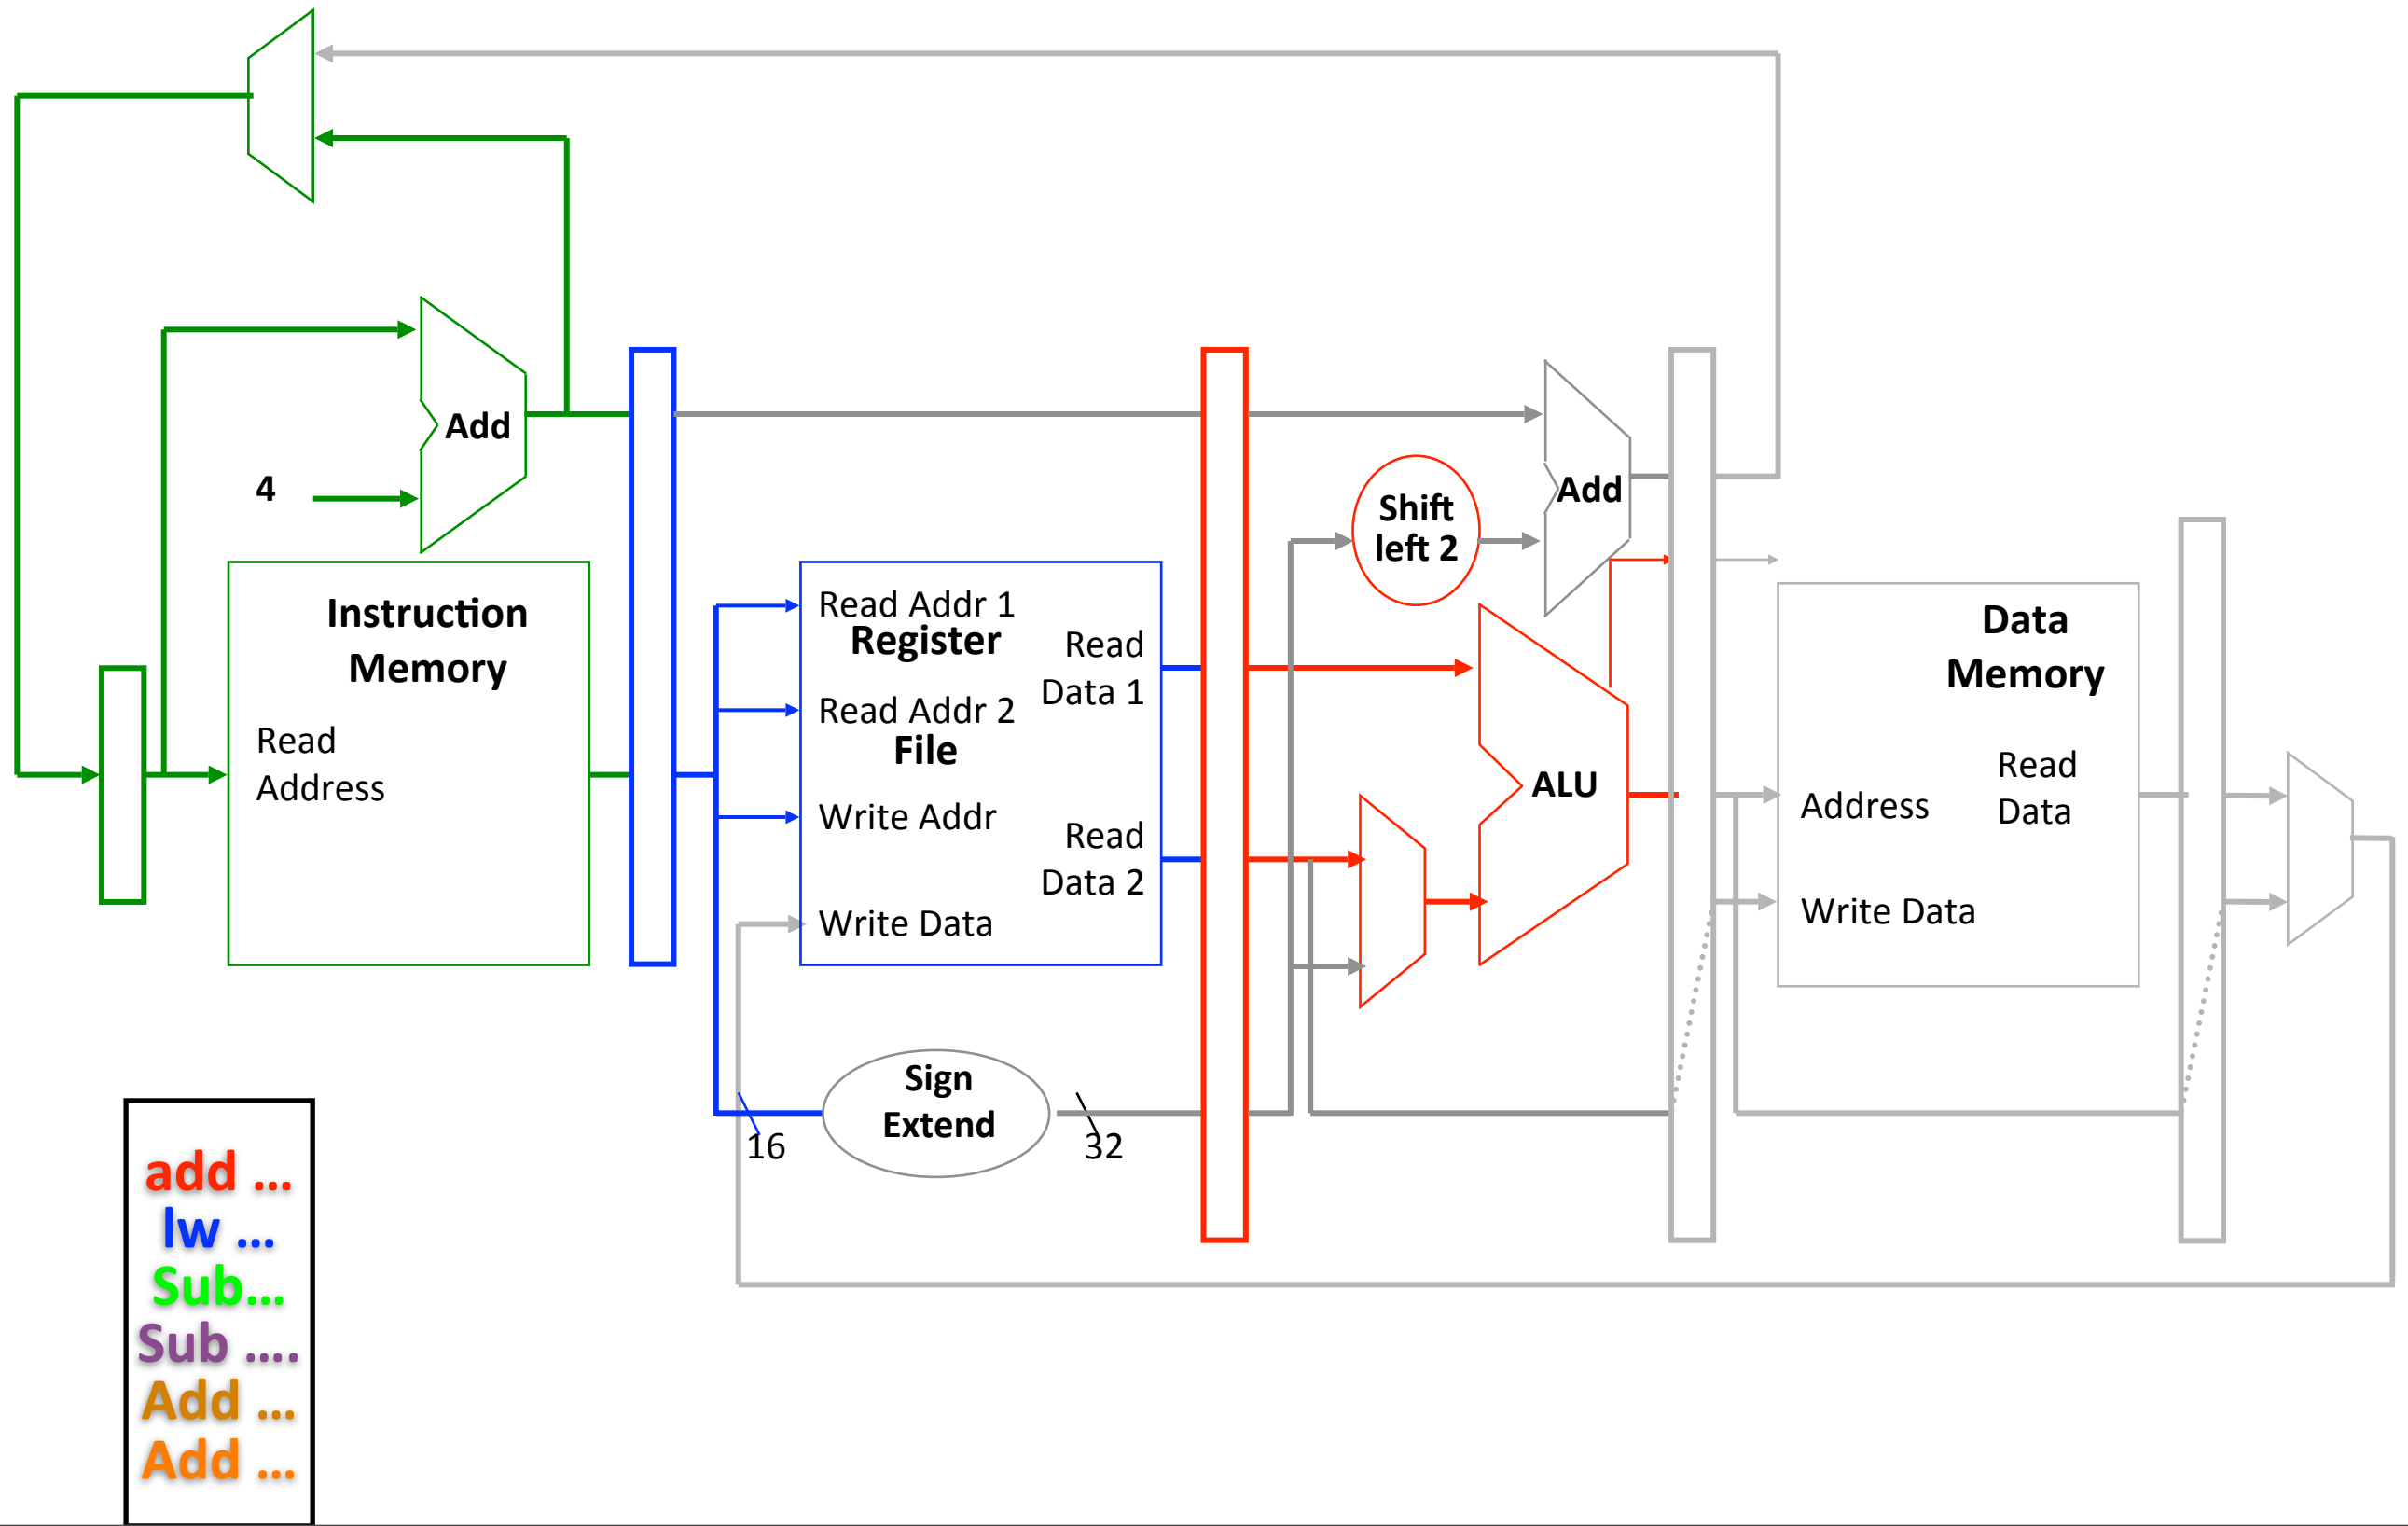 Add
4
Instruction
Memory
Read
Address
Read Addr 1
Register
Read Addr 2
File
Write Addr
Write Data
Read
Data 1
Read
Data 2
Sign
Extend
16
32
Shift
left 2
Add
ALU
Data
Memory
Address
Read
Data
Write Data
add ...
lw ...
Sub...
Sub ....
Add ...
Add ...